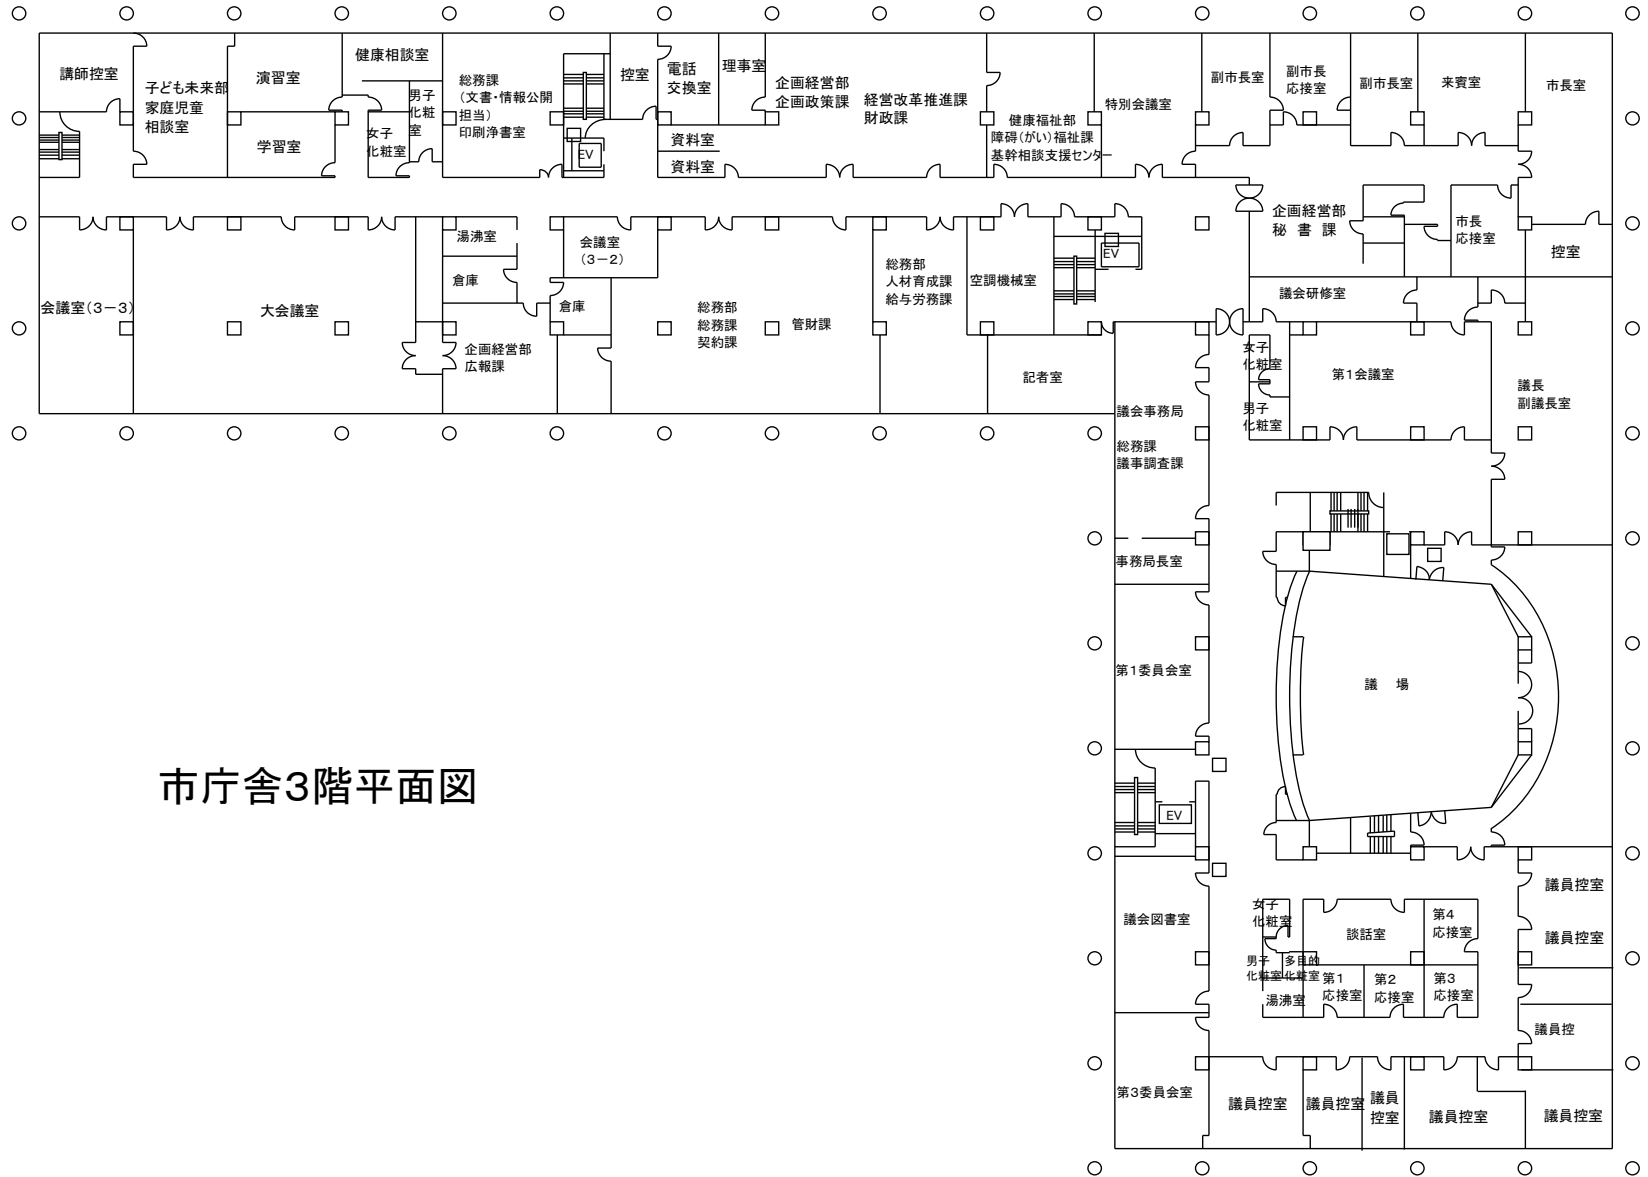 講師控室
子ども未来部
家庭児童
相談室
演習室
学習室
健康相談室
男子
化粧
室
女子
化粧室
総務課
(文書・情報公開
担当)
印刷浄書室
EV
控室
電話
交換室
理事室
資料室
資料室
企画経営部
企画政策課
経営改革推進課
財政課
健康福祉部
障碍(がい)福祉課
基幹相談支援センター
特別会議室
副市長室
副市長
応接室
副市長室
来賓室
市長室
会議室(3-3)
大会議室
湯沸室
倉庫
企画経営部
広報課
会議室
(3-2)
倉庫
総務部
総務課
契約課
管財課
総務部
人材育成課
給与労務課
空調機械室
EV
記者室
企画経営部
秘書課
市長
応接室
控室
議会研修室
女子
化粧室
男子
化粧室
第1会議室
議長
副議長室
議会事務局
総務課
議事調査課
事務局長室
第1委員会室
議場
市庁舎3階平面図
EV
議会図書室
女子
化粧室
男子
化粧室
多目的
化粧室
湯沸室
談話室
第4
応接室
第1
応接室
第2
応接室
第3
応接室
議員控室
議員控室
議員控
第3委員会室
議員控室
議員控室
議員
控室
議員控室
議員控室